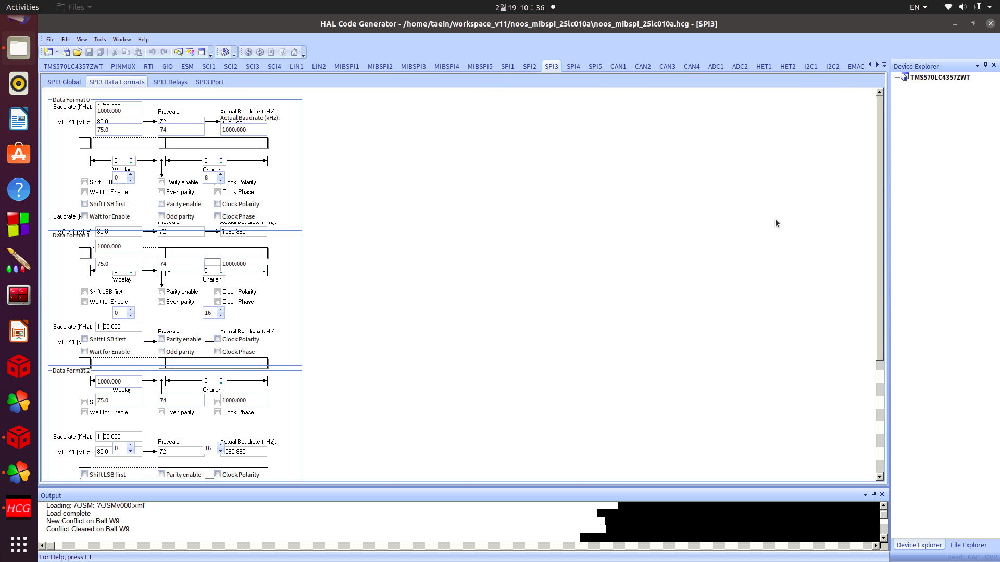 Activities Files 2월 19 10 : 36 EN
HAL Code Generator - /home/taein/workspace_v11/noos_mibspi_25lc010a\noos_mibspi_25lc010a.hcg - [SPI3]
File Edit View Tools Window Help
TMS570LC4357ZWT PINMUX RTI GIO ESM SCI1 SCI2 SCI3 SCI4 LIN1 LIN2 MIBSPI1 MIBSPI2 MIBSPI3 MIBSPI4 MIBSPI5 SPI1 SPI2 SPI3 SPI4 SPI5 CAN1 CAN2 CAN3 CAN4 ADC1 ADC2 HET1 HET2 I2C1 I2C2 EMAC
Device Explorer
TMS570LC4357ZWT
SPI3 Global SPI3 Data Formats SPI3 Delays SPI3 Port
Data Format 0
Baudrate (KHz):
1000.000 Prescale: Actual Baudrate (kHz):
Actual Baudrate (kHz):
VCLK1 (MHz): 80.0 72
75.0 74 1000.000
0 0
Wdelay: Charlen:
0 8
Shift LSB Parity enable Clock Polarity
Wait for Enable Even parity Clock Phase
Shift LSB first Parity enable Clock Polarity
Baudrate (K Wait for Enable Odd parity Clock Phase
VCLK1 (MHz): 80.0 72 1095.890
Data Format 1
1000.000
75.0 74 1000.000
0
Wdelay: Charlen:
Shift LSB first Parity enable Clock Polarity
Wait for Enable Even parity Clock Phase
0 16
Baudrate (KHz): 1100.000
Prescale: Actual Baudrate (kHz):
VCLK1 (M Shift LSB first Parity enable Clock Polarity
Wait for Enable Odd parity Clock Phase
Data Format 2
1000.000 0
Wdelay: Charlen:
75.0 74 1000.000
Wait for Enable Even parity Clock Phase
Baudrate (KHz): 1100.000
Prescale: Actual Baudrate (kHz):
0 16
VCLK1 (MHz): 80.0 72 095.890
Shift LSB first Parity enable Clock Polarity
Output
Loading: AJSM: 'AJSMv000.xml'
Load complete
New Conflict on Ball W9
Conflict Cleared on Ball W9
HCG
Device Explorer File Explorer
For Help, press F1
Read CAP OVR